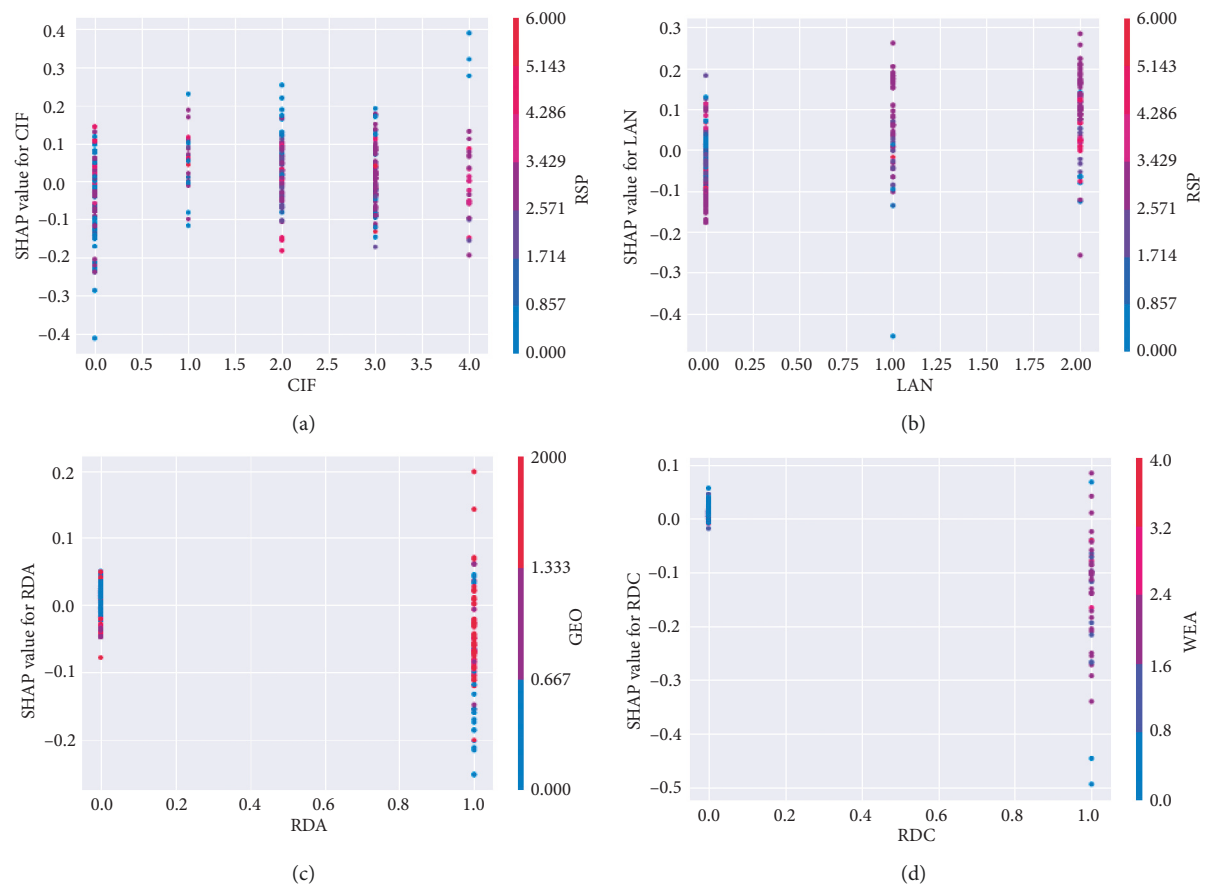 0.4
0.3
0.2
0.1
0.0
–0.1
–0.2
–0.3
–0.4
SHAP value for CIF
0.0 0.5 1.0 1.5 2.0 2.5 3.0 3.5 4.0
CIF
6.000
5.143
4.286
3.429
2.571
1.714
0.857
0.000
RSP
(a)
0.3
0.2
0.1
0.0
–0.1
–0.2
–0.3
–0.4
SHAP value for LAN
0.00 0.25 0.50 0.75 1.00 1.25 1.50 1.75 2.00
LAN
6.000
5.143
4.286
3.429
2.571
1.714
0.857
0.000
RSP
(b)
0.2
0.1
0.0
–0.1
–0.2
SHAP value for RDA
0.0 0.2 0.4 0.6 0.8 1.0
RDA
2000
1.333
0.667
0.000
GEO
(c)
0.1
0.0
–0.1
–0.2
–0.3
–0.4
–0.5
SHAP value for RDC
0.0 0.2 0.4 0.6 0.8 1.0
RDC
4.0
3.2
2.4
1.6
0.8
0.0
WEA
(d)